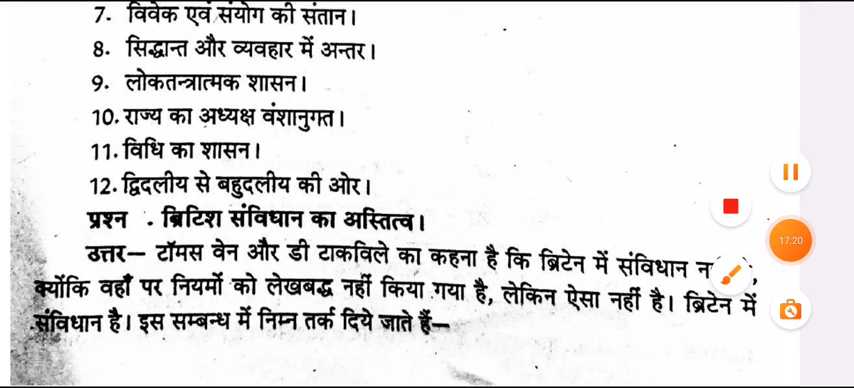 7. विवेक एवं संयोग की संतान।
8. सिद्धान्त और व्यवहार में अन्तर।
9. लोकतन्त्रात्मक शासन।
10. राज्य का अध्यक्ष वंशानुगत।
11. विधि का शासन।
12. द्विदलीय से बहुदलीय की ओर।
प्रश्न . ब्रिटिश संविधान का अस्तित्व।
उत्तर— टॉमस वेन और डी टाकविले का कहना है कि ब्रिटेन में संविधान
क्योंकि वहाँ पर नियमों को लेखबद्ध नहीं किया गया है, लेकिन ऐसा नहीं है। ब्रिटेन में
संविधान है। इस सम्बन्ध में निम्न तर्क दिये जाते हैं—
17:20